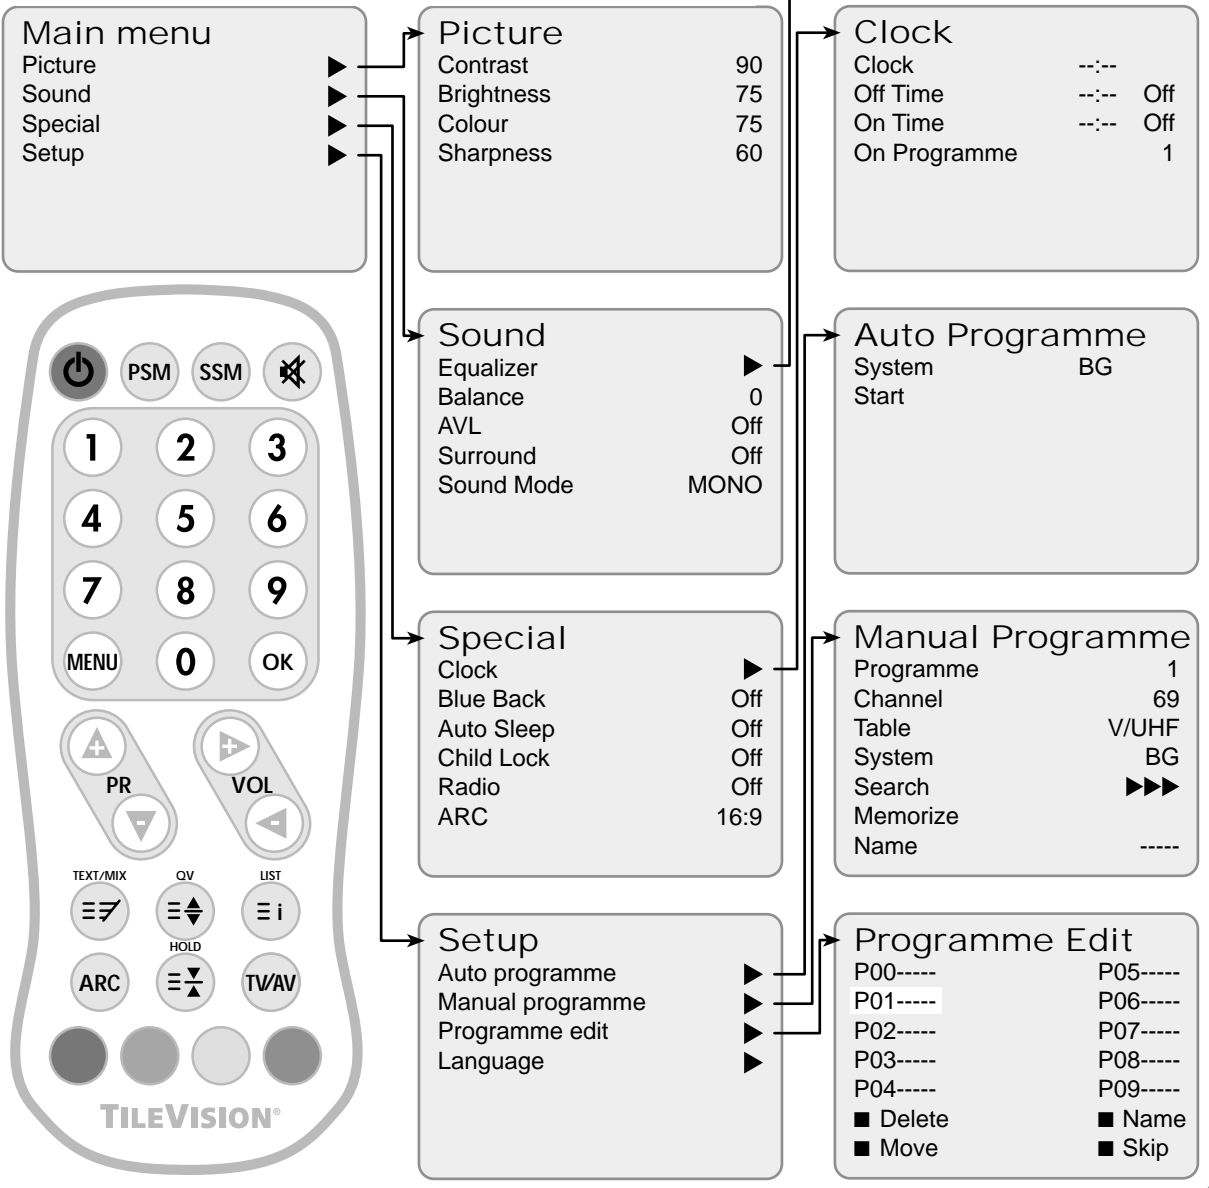 Main menu
Picture
Sound
Special
Setup
Picture
Contrast 90
Brightness 75
Colour 75
Sharpness 60
Clock
Clock --:--
Off Time --:-- Off
On Time --:-- Off
On Programme 1
Sound
Equalizer
Balance 0
AVL Off
Surround Off
Sound Mode MONO
Auto Programme
System BG
Start
Special
Clock
Blue Back Off
Auto Sleep Off
Child Lock Off
Radio Off
ARC 16:9
Manual Programme
Programme 1
Channel 69
Table V/UHF
System BG
Search
Memorize
Name -----
Setup
Auto programme
Manual programme
Programme edit
Language
Programme Edit
P00----- P05-----
P01----- P06-----
P02----- P07-----
P03----- P08-----
P04----- P09-----
■ Delete ■ Name
■ Move ■ Skip
PSM SSM
1 2 3
4 5 6
7 8 9
MENU 0 OK
+ +
PR VOL
- -
TEXT/MIX QV LIST
i
HOLD
ARC TV/AV
TILEVISION®